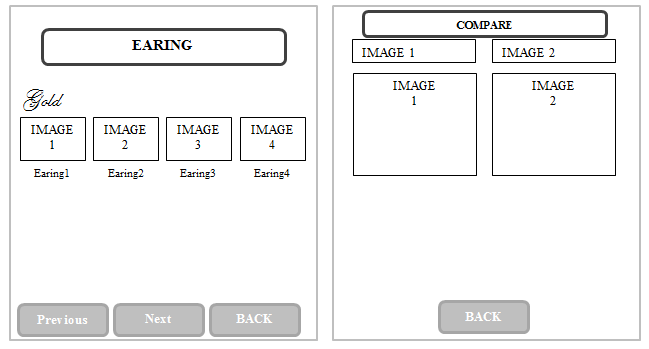 EARING
Gold
IMAGE 1
IMAGE 2
IMAGE 3
IMAGE 4
Earing1 Earing2 Earing3 Earing4
Previous Next BACK
COMPARE
IMAGE 1 IMAGE 2
IMAGE 1
IMAGE 2
BACK